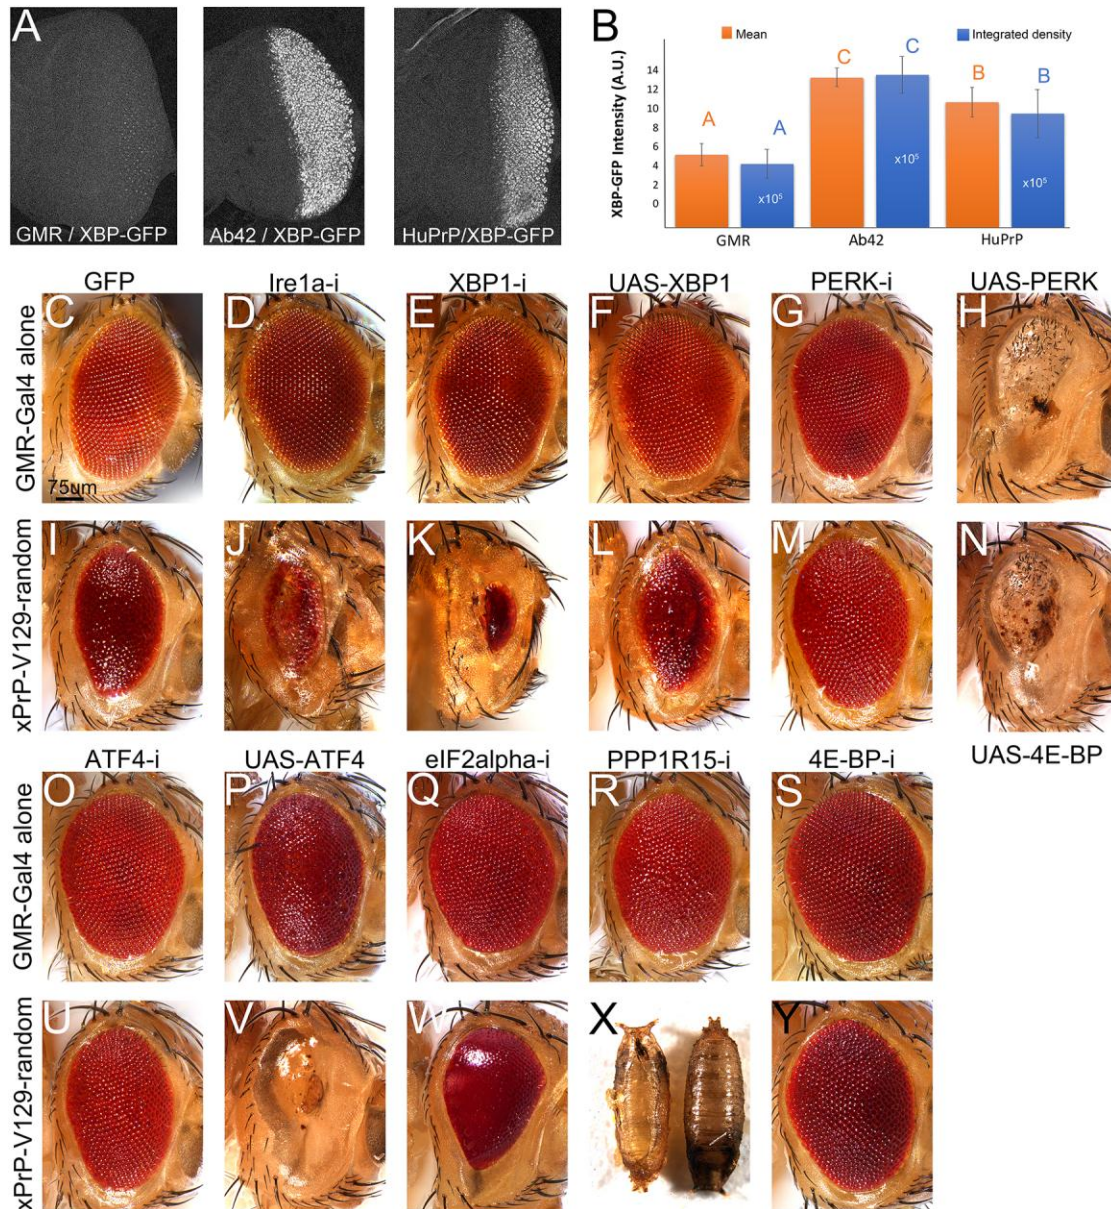 A
GMR / XBP-GFP
Ab42 / XBP-GFP
HuPrP/XBP-GFP
B
Mean
Integrated density
XBP-GFP Intensity (A.U.)
14
12
10
8
6
4
2
0
A
A
C
C
B
B
x10⁵
x10⁵
x10⁵
GMR
Ab42
HuPrP
GFP
Ire1a-i
XBP1-i
UAS-XBP1
PERK-i
UAS-PERK
GMR-Gal4 alone
C
D
E
F
G
H
75um
xPrP-V129-random
I
J
K
L
M
N
ATF4-i
UAS-ATF4
eIF2alpha-i
PPP1R15-i
4E-BP-i
UAS-4E-BP
GMR-Gal4 alone
O
P
Q
R
S
xPrP-V129-random
U
V
W
X
Y